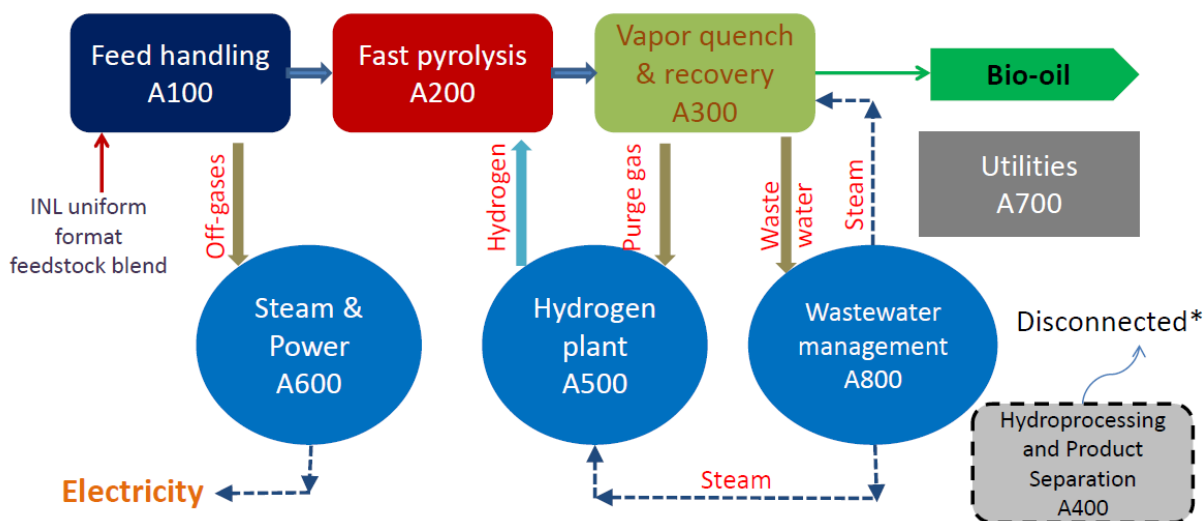 Feed handling
A100
Fast pyrolysis
A200
Vapor quench
& recovery
A300
Bio-oil
Utilities
A700
INL uniform
format
feedstock blend
Off-gases
Hydrogen
Purge gas
Waste
water
Steam
Steam &
Power
A600
Hydrogen
plant
A500
Wastewater
management
A800
Disconnected*
Hydroprocessing
and Product
Separation
A400
Electricity
Steam